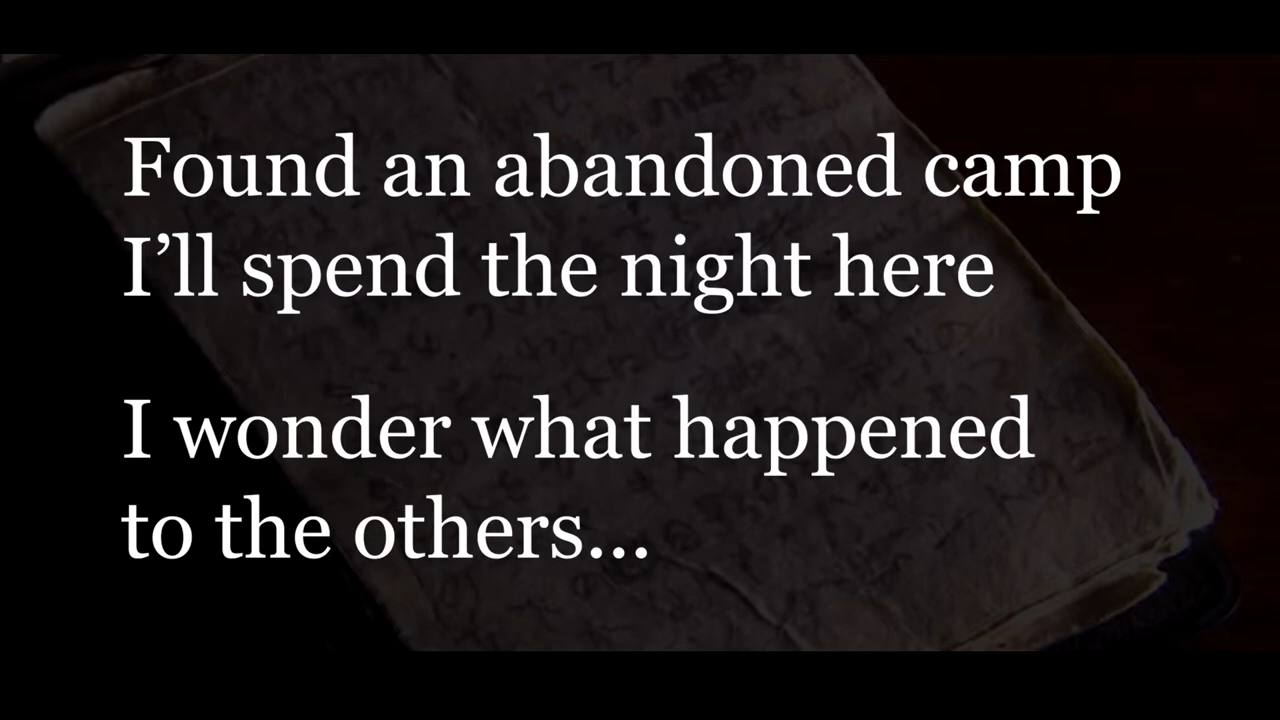 Found an abandoned camp
I’ll spend the night here
I wonder what happened
to the others...